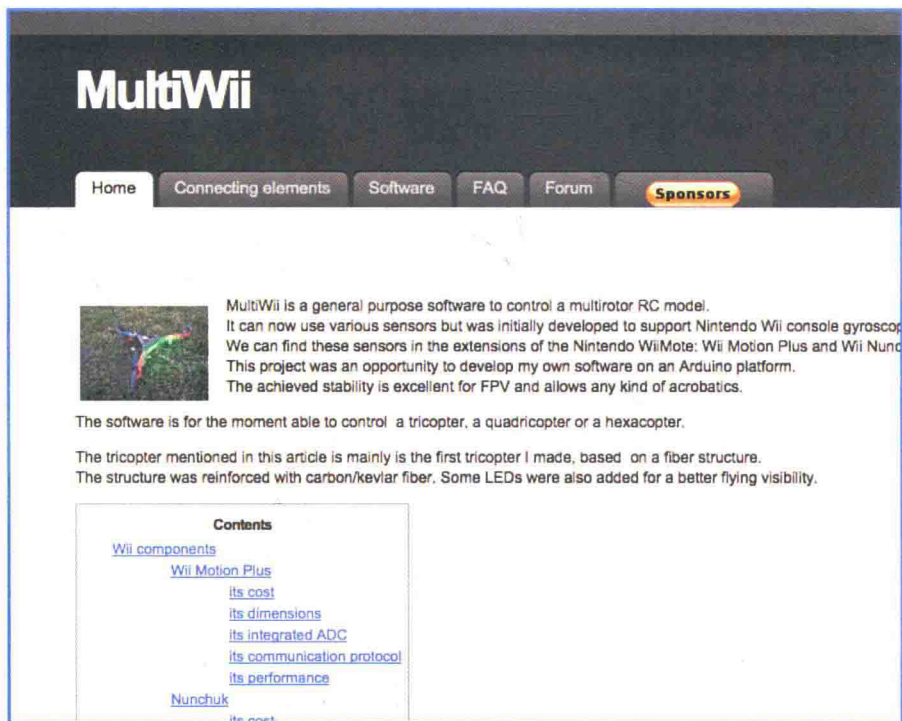 MultiWii
Home Connecting elements Software FAQ Forum Sponsors
MultiWii is a general purpose software to control a multirotor RC model.
It can now use various sensors but was initially developed to support Nintendo Wii console
We can find these sensors in the extensions of the Nintendo WiiMote: Wii Motion Plus and Wii
This project was an opportunity to develop my own software on an Arduino platform.
The achieved stability is excellent for FPV and allows any kind of acrobatics.
The software is for the moment able to control a tricopter, a quadricopter or a hexacopter.
The tricopter mentioned in this article is mainly is the first tricopter I made, based on a fiber structure.
The structure was reinforced with carbon/kevlar fiber. Some LEDs were also added for a better flying visibility.
Contents
Wii components
Wii Motion Plus
its cost
its dimensions
its integrated ADC
its communication protocol
its performance
Nunchuk
its cost